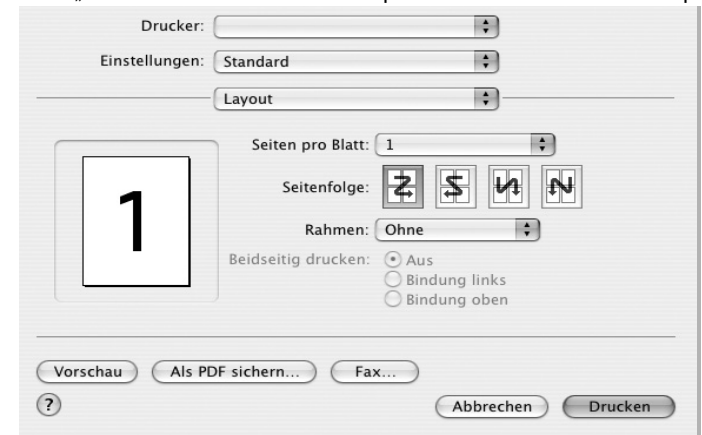 Drucker:
Einstellungen: Standard
Layout
Seiten pro Blatt: 1
Seitenfolge:
1
Rahmen: Ohne
Beidseitig drucken: Aus
Bindung links
Bindung oben
Vorschau Als PDF sichern... Fax...
? Abbrechen Drucken